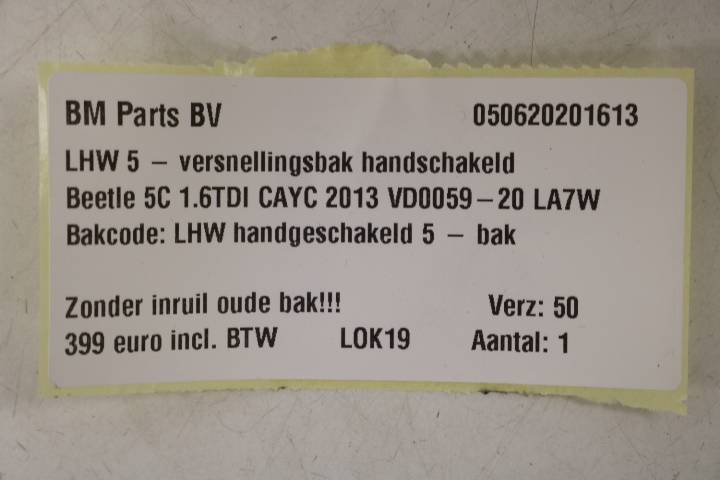 BM Parts BV 050620201613
LHW 5 – versnellingsbak handschakeld
Beetle 5C 1.6TDI CAYC 2013 VD0059–20 LA7W
Bakcode: LHW handgeschakeld 5 – bak
Zonder inruil oude bak!!! Verz: 50
399 euro incl. BTW LOK19 Aantal: 1